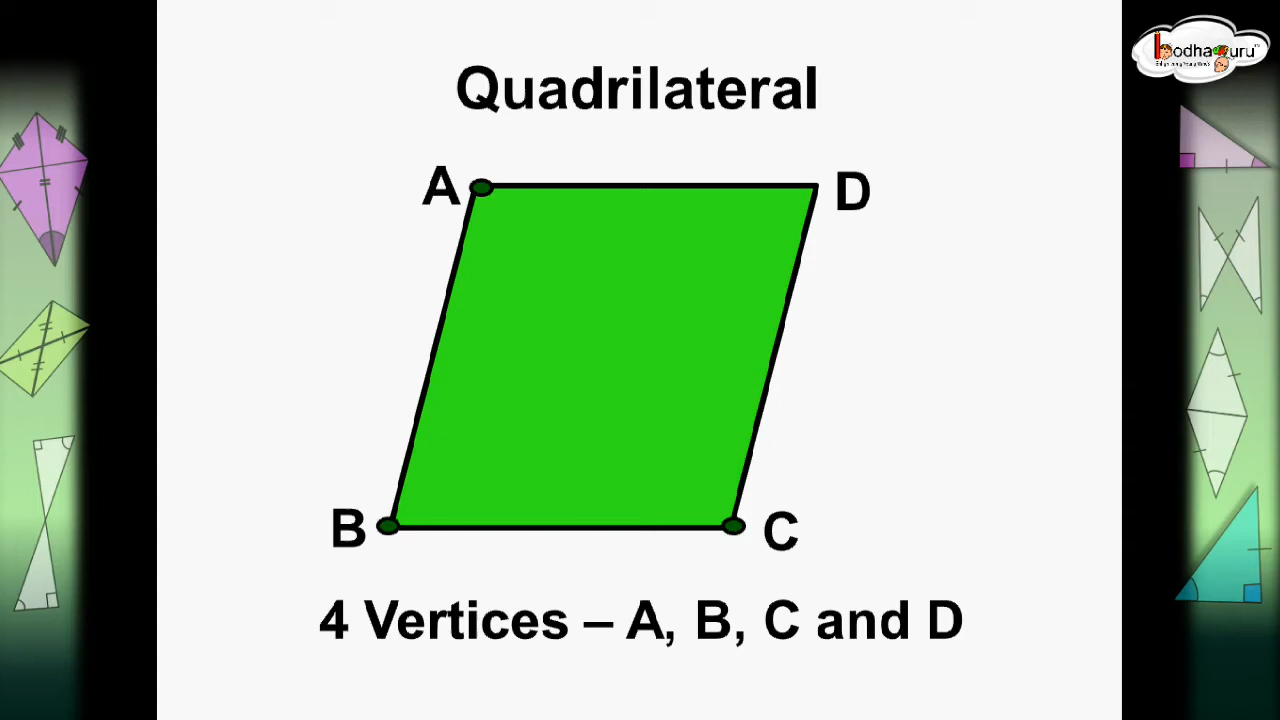 Quadrilateral
A
D
B
C
4 Vertices – A, B, C and D